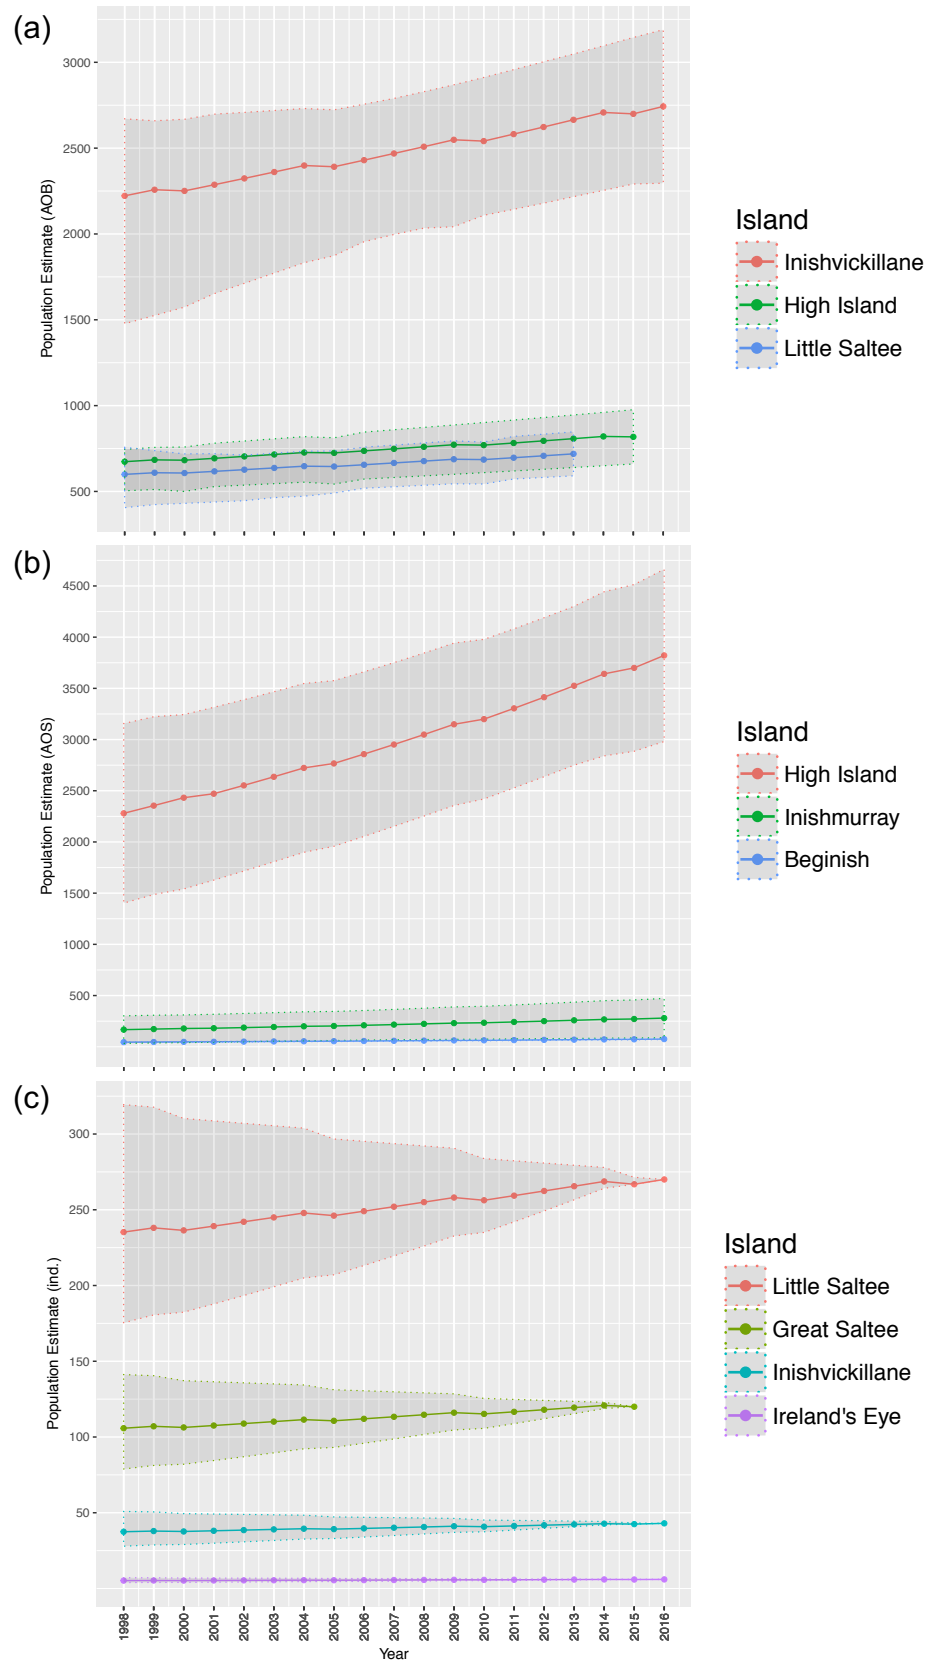 (a)
3000
2500
2000
1500
1000
500
Population Estimate (AOB)
Island
Inishvickillane
High Island
Little Saltee
(b)
4500
4000
3500
3000
2500
2000
1500
1000
500
Population Estimate (AOS)
Island
High Island
Inishmurray
Beginish
(c)
300
250
200
150
100
50
Population Estimate (ind.)
Island
Little Saltee
Great Saltee
Inishvickillane
Ireland's Eye
1998
1999
2000
2001
2002
2003
2004
2005
2006
2007
2008
2009
2010
2011
2012
2013
2014
2015
2016
Year